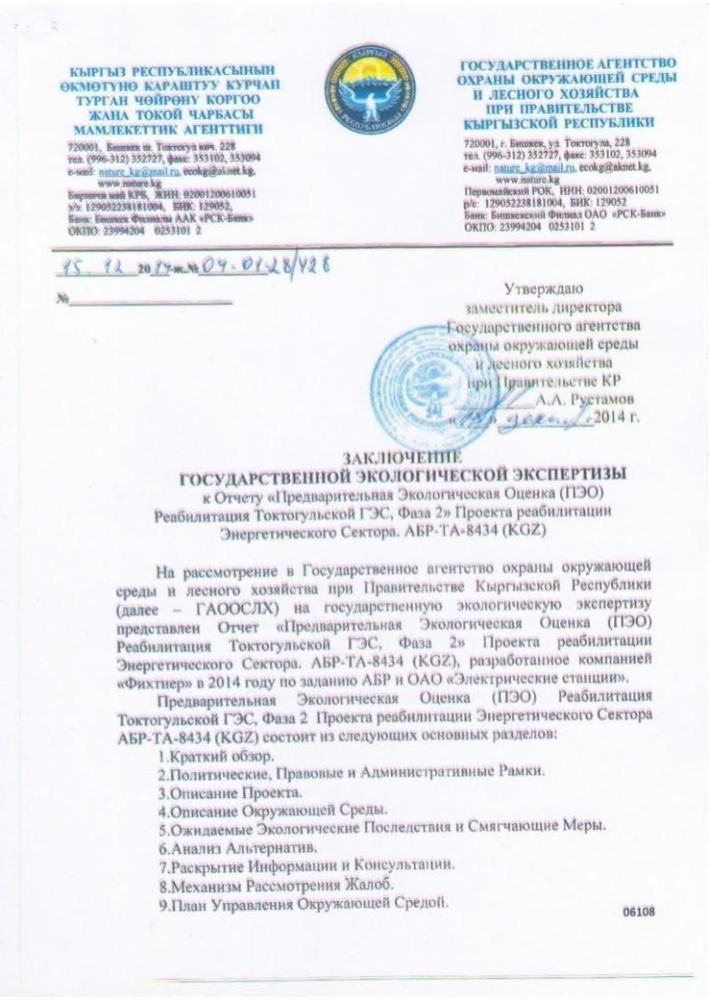 КЫРГЫЗ РЕСПУБЛИКАСЫНЫН
ӨКМӨТҮНӨ КАРАШТУУ КУРЧАП
ТУРГАН ЧӨЙРӨНҮ КОРГОО
ЖАНА ТОКОЙ ЧАРБАСЫ
МАМЛЕКЕТТИК АГЕНТТИГИ
720001, Бишкек ш. Токтогул көч. 228
тел. (996-312) 352727, факс: 353102, 353094
e-mail: nature_kg@mail.ru, ecokg@aknet.kg,
www.nature.kg
Биринчи май КРБ, ЖИН: 02001200610051
э/э: 129052238181004, БИК: 129052,
Банк: Бишкек Филиалы ААК «РСК-Банк»
ОКПО: 23994204 0253101 2
ГОСУДАРСТВЕННОЕ АГЕНТСТВО
ОХРАНЫ ОКРУЖАЮЩЕЙ СРЕДЫ
И ЛЕСНОГО ХОЗЯЙСТВА
ПРИ ПРАВИТЕЛЬСТВЕ
КЫРГЫЗСКОЙ РЕСПУБЛИКИ
720001, г. Бишкек, ул. Токтогула, 228
тел. (996-312) 352727, факс: 353102, 353094
e-mail: nature_kg@mail.ru, ecokg@aknet.kg,
www.nature.kg
Первомайский РОК, ИНН: 02001200610051
р/с: 129052238181004, БИК: 129052
Банк: Бишкекский Филиал ОАО «РСК-Банк»
ОКПО: 23994204 0253101 2
15. 12 2014-ж.№ 04-01-28/428
№
Утверждаю
заместитель директора
Государственного агентства
охраны окружающей среды
и лесного хозяйства
при Правительстве КР
А.А. Рустамов
«15» декаб. 2014 г.
ЗАКЛЮЧЕНИЕ
ГОСУДАРСТВЕННОЙ ЭКОЛОГИЧЕСКОЙ ЭКСПЕРТИЗЫ
к Отчету «Предварительная Экологическая Оценка (ПЭО)
Реабилитация Токтогульской ГЭС, Фаза 2» Проекта реабилитации
Энергетического Сектора. АБР-ТА-8434 (KGZ)
На рассмотрение в Государственное агентство охраны окружающей
среды и лесного хозяйства при Правительстве Кыргызской Республики
(далее – ГАООСЛХ) на государственную экологическую экспертизу
представлен Отчет «Предварительная Экологическая Оценка (ПЭО)
Реабилитация Токтогульской ГЭС, Фаза 2» Проекта реабилитации
Энергетического Сектора. АБР-ТА-8434 (KGZ), разработанное компанией
«Фихтнер» в 2014 году по заданию АБР и ОАО «Электрические станции».
Предварительная Экологическая Оценка (ПЭО) Реабилитация
Токтогульской ГЭС, Фаза 2 Проекта реабилитации Энергетического Сектора
АБР-ТА-8434 (KGZ) состоит из следующих основных разделов:
1.Краткий обзор.
2.Политические, Правовые и Административные Рамки.
3.Описание Проекта.
4.Описание Окружающей Среды.
5.Ожидаемые Экологические Последствия и Смягчающие Меры.
6.Анализ Альтернатив.
7.Раскрытие Информации и Консультации.
8.Механизм Рассмотрения Жалоб.
9.План Управления Окружающей Средой.
06108